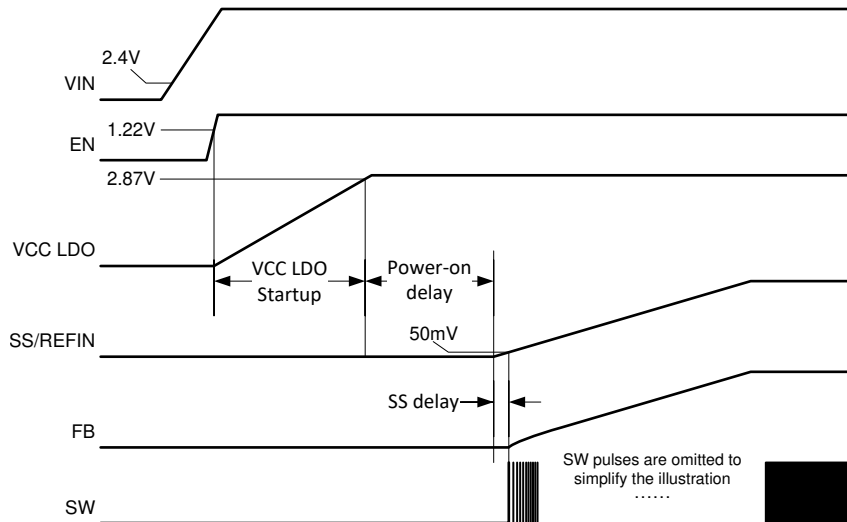 2.4V
VIN
1.22V
EN
2.87V
VCC LDO
VCC LDO
Startup
Power-on
delay
50mV
SS/REFIN
SS delay
FB
SW pulses are omitted to
simplify the illustration
......
SW